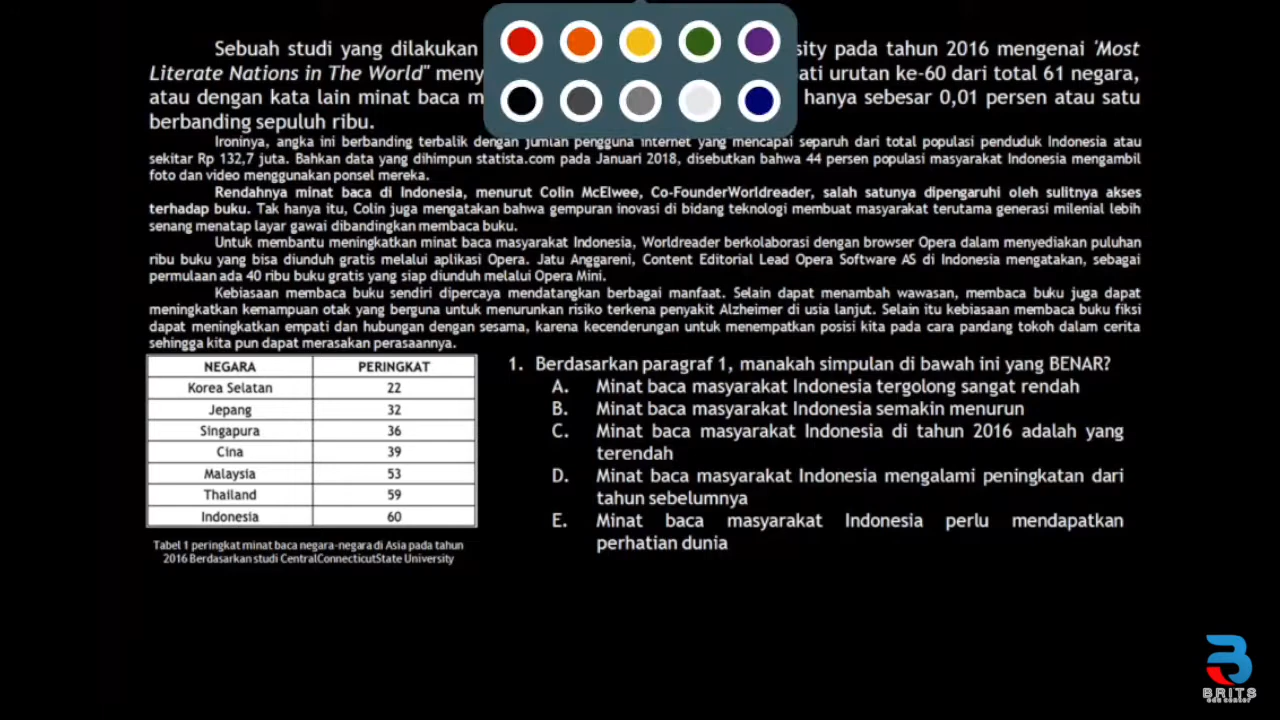 Sebuah studi yang dilakukan sity pada tahun 2016 mengenai 'Most
Literate Nations in The World" meny ati urutan ke-60 dari total 61 negara,
atau dengan kata lain minat baca m hanya sebesar 0,01 persen atau satu
berbanding sepuluh ribu.
Ironinya, angka ini berbanding terbalik dengan jumlah pengguna internet yang mencapai separuh dari total populasi penduduk Indonesia atau
sekitar Rp 132,7 juta. Bahkan data yang dihimpun statista.com pada Januari 2018, disebutkan bahwa 44 persen populasi masyarakat Indonesia mengambil
foto dan video menggunakan ponsel mereka.
Rendahnya minat baca di Indonesia, menurut Colin McElwee, Co-FounderWorldreader, salah satunya dipengaruhi oleh sulitnya akses
terhadap buku. Tak hanya itu, Colin juga mengatakan bahwa gempuran inovasi di bidang teknologi membuat masyarakat terutama generasi milenial lebih
senang menatap layar gawai dibandingkan membaca buku.
Untuk membantu meningkatkan minat baca masyarakat Indonesia, Worldreader berkolaborasi dengan browser Opera dalam menyediakan puluhan
ribu buku yang bisa diunduh gratis melalui aplikasi Opera. Jatu Anggareni, Content Editorial Lead Opera Software AS di Indonesia mengatakan, sebagai
permulaan ada 40 ribu buku gratis yang siap diunduh melalui Opera Mini.
Kebiasaan membaca buku sendiri dipercaya mendatangkan berbagai manfaat. Selain dapat menambah wawasan, membaca buku juga dapat
meningkatkan kemampuan otak yang berguna untuk menurunkan risiko terkena penyakit Alzheimer di usia lanjut. Selain itu kebiasaan membaca buku fiksi
dapat meningkatkan empati dan hubungan dengan sesama, karena kecenderungan untuk menempatkan posisi kita pada cara pandang tokoh dalam cerita
sehingga kita pun dapat merasakan perasaannya.
NEGARA PERINGKAT
Korea Selatan 22
Jepang 32
Singapura 36
Cina 39
Malaysia 53
Thailand 59
Indonesia 60
Tabel 1 peringkat minat baca negara-negara di Asia pada tahun
2016 Berdasarkan studi CentralConnecticutState University
1. Berdasarkan paragraf 1, manakah simpulan di bawah ini yang BENAR?
A. Minat baca masyarakat Indonesia tergolong sangat rendah
B. Minat baca masyarakat Indonesia semakin menurun
C. Minat baca masyarakat Indonesia di tahun 2016 adalah yang
terendah
D. Minat baca masyarakat Indonesia mengalami peningkatan dari
tahun sebelumnya
E. Minat baca masyarakat Indonesia perlu mendapatkan
perhatian dunia
BRITS
edu center